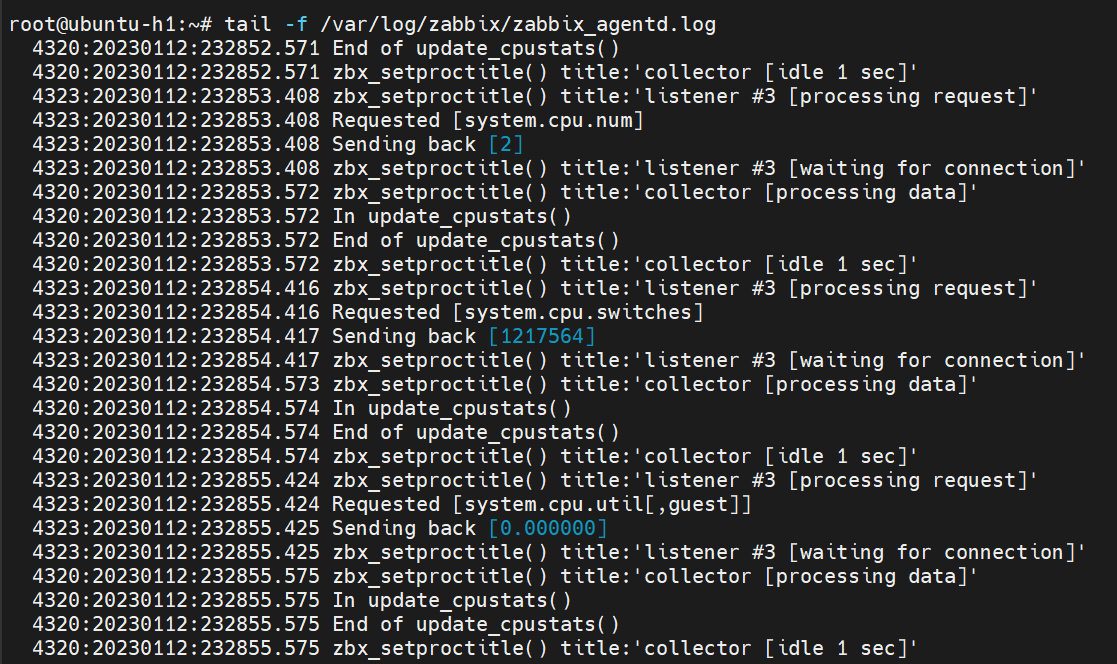 root@ubuntu-h1:~# tail -f /var/log/zabbix/zabbix_agentd.log
4320:20230112:232852.571 End of update_cpustats()
4320:20230112:232852.571 zbx_setproctitle() title:'collector [idle 1 sec]'
4323:20230112:232853.408 zbx_setproctitle() title:'listener #3 [processing request]'
4323:20230112:232853.408 Requested [system.cpu.num]
4323:20230112:232853.408 Sending back [2]
4323:20230112:232853.408 zbx_setproctitle() title:'listener #3 [waiting for connection]'
4320:20230112:232853.572 zbx_setproctitle() title:'collector [processing data]'
4320:20230112:232853.572 In update_cpustats()
4320:20230112:232853.572 End of update_cpustats()
4320:20230112:232853.572 zbx_setproctitle() title:'collector [idle 1 sec]'
4323:20230112:232854.416 zbx_setproctitle() title:'listener #3 [processing request]'
4323:20230112:232854.416 Requested [system.cpu.switches]
4323:20230112:232854.417 Sending back [1217564]
4323:20230112:232854.417 zbx_setproctitle() title:'listener #3 [waiting for connection]'
4320:20230112:232854.573 zbx_setproctitle() title:'collector [processing data]'
4320:20230112:232854.574 In update_cpustats()
4320:20230112:232854.574 End of update_cpustats()
4320:20230112:232854.574 zbx_setproctitle() title:'collector [idle 1 sec]'
4323:20230112:232855.424 zbx_setproctitle() title:'listener #3 [processing request]'
4323:20230112:232855.424 Requested [system.cpu.util[,guest]]
4323:20230112:232855.425 Sending back [0.000000]
4323:20230112:232855.425 zbx_setproctitle() title:'listener #3 [waiting for connection]'
4320:20230112:232855.575 zbx_setproctitle() title:'collector [processing data]'
4320:20230112:232855.575 In update_cpustats()
4320:20230112:232855.575 End of update_cpustats()
4320:20230112:232855.575 zbx_setproctitle() title:'collector [idle 1 sec]'